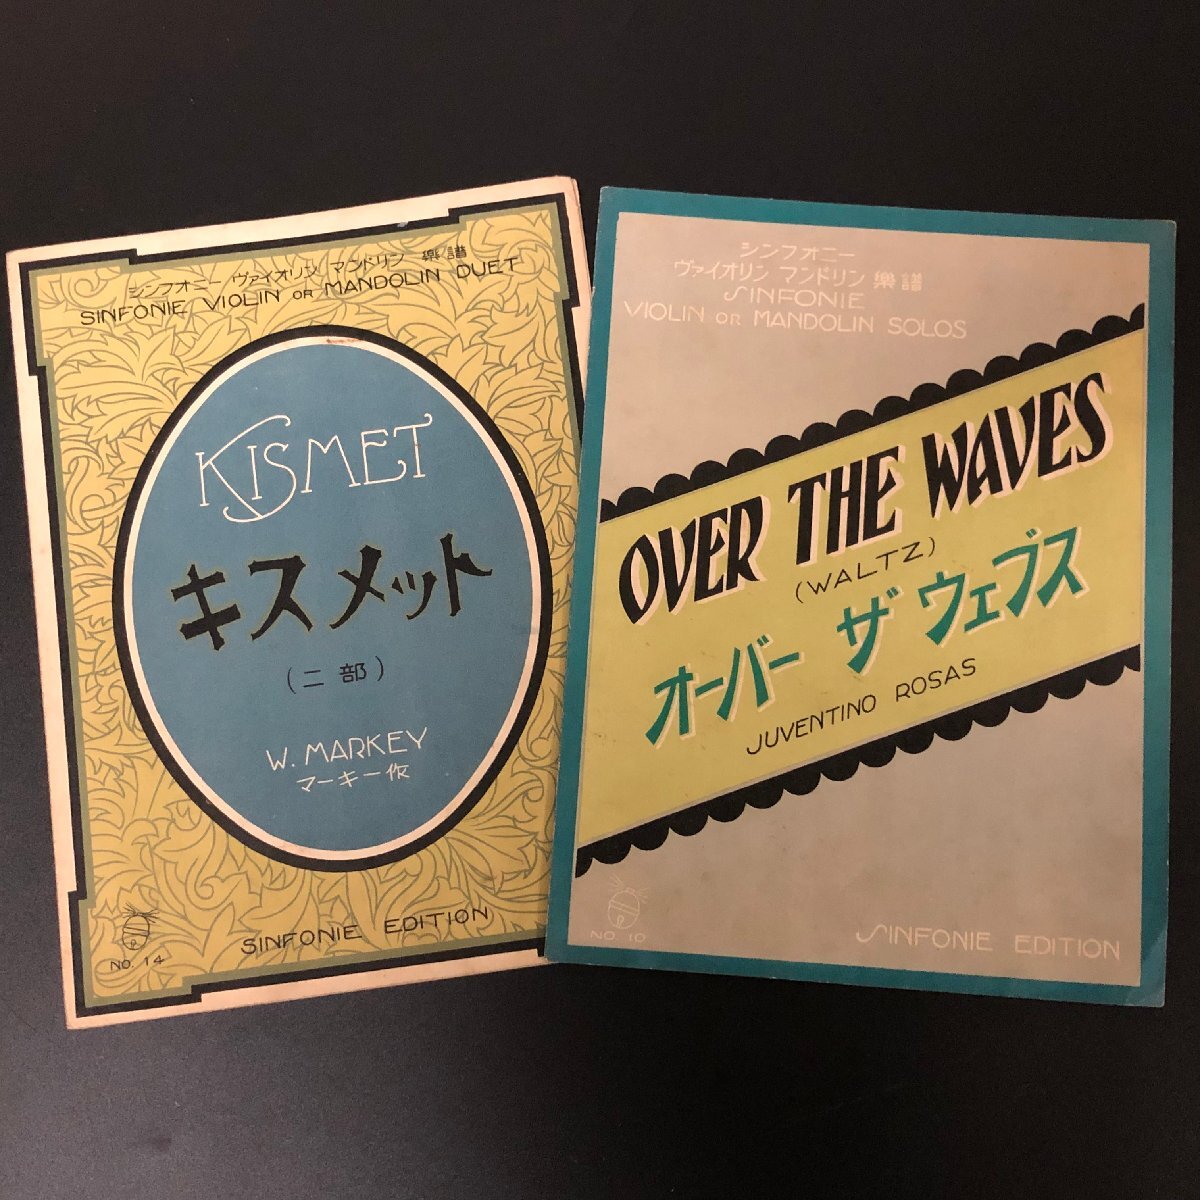 シンフォニー ヴァイオリン マンドリン 樂譜
SINFONIE VIOLIN OR MANDOLIN DUET
KISMET
キスメット
(二部)
W. MARKEY
マーキー作
NO. 14
SINFONIE EDITION
シンフォニー
ヴァイオリン マンドリン 樂譜
SINFONIE
VIOLIN OR MANDOLIN SOLOS
OVER THE WAVES
(WALTZ)
オーバー ザ ウェブス
JUVENTINO ROSAS
NO. 10
SINFONIE EDITION